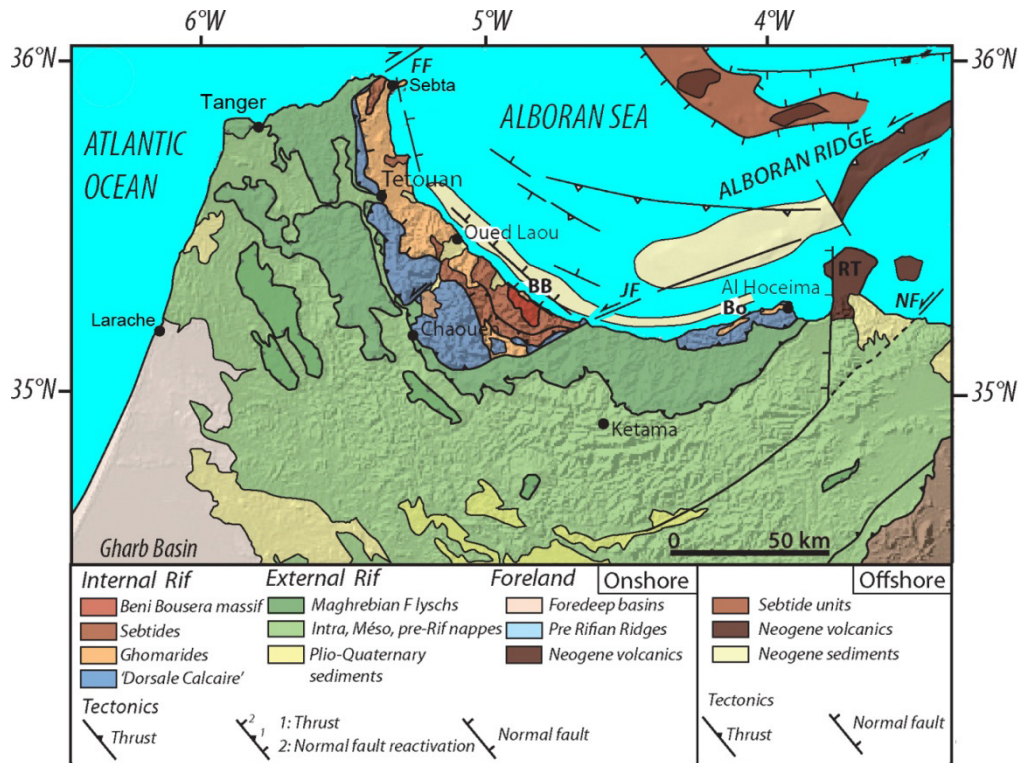 6°W 5°W 4°W
36°N 36°N
FF
Sebta
Tanger
ALBORAN SEA
ATLANTIC
OCEAN
ALBORAN RIDGE
Tetouan
Oued Laou
RT
BB
JF
Al Hoceima
Bo
NF
Larache
Chaouen
35°N 35°N
Ketama
0 50 km
Gharb Basin
Internal Rif External Rif Foreland Onshore Offshore
Beni Bousera massif Maghrebian F lyschs Foredeep basins Sebtide units
Sebtides Intra, Méso, pre-Rif nappes Pre Rifian Ridges Neogene volcanics
Ghomarides Plio-Quaternary Neogene volcanics Neogene sediments
sediments
'Dorsale Calcaire'
Tectonics Tectonics
2 1 1: Thrust
Thrust 2: Normal fault reactivation Normal fault Thrust Normal fault